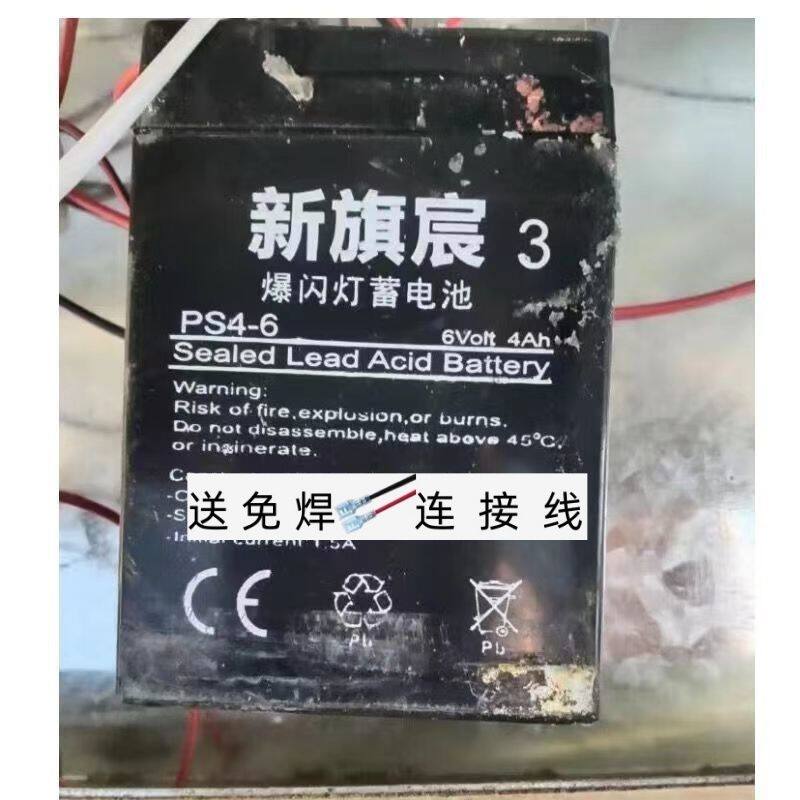 新旗宸 3
爆闪灯蓄电池
PS4-6
6Volt 4Ah
Sealed Lead Acid Battery
Warning:
Risk of fire,explosion,or burns.
Do not disassemble,heat above 45°C,
or incinerate.
送免焊 连接线
Initial current 1.5A
CE
Pb
Pb